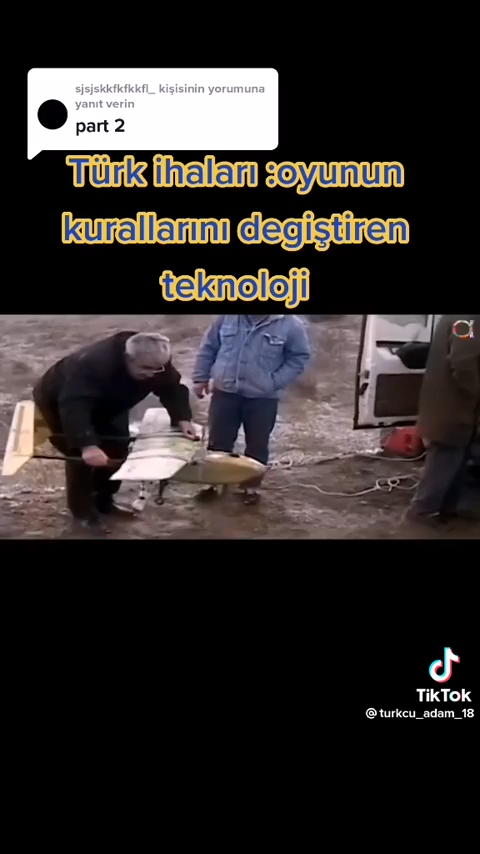 sjsjskkfkfkkfl_ kişisinin yorumuna
yanıt verin
part 2
Türk ihaları :oyunun
kurallarını degiştiren
teknoloji
TikTok
@turkcu_adam_18